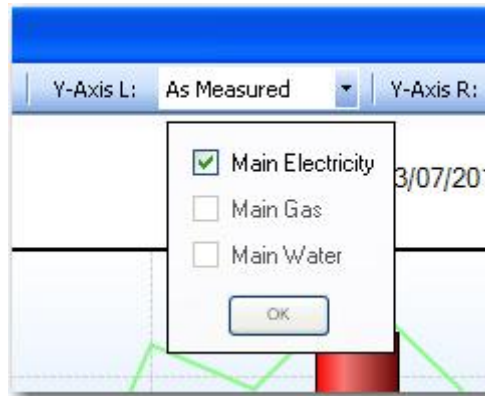 Y-Axis L: As Measured Y-Axis R:
Main Electricity
3/07/201
Main Gas
Main Water
OK